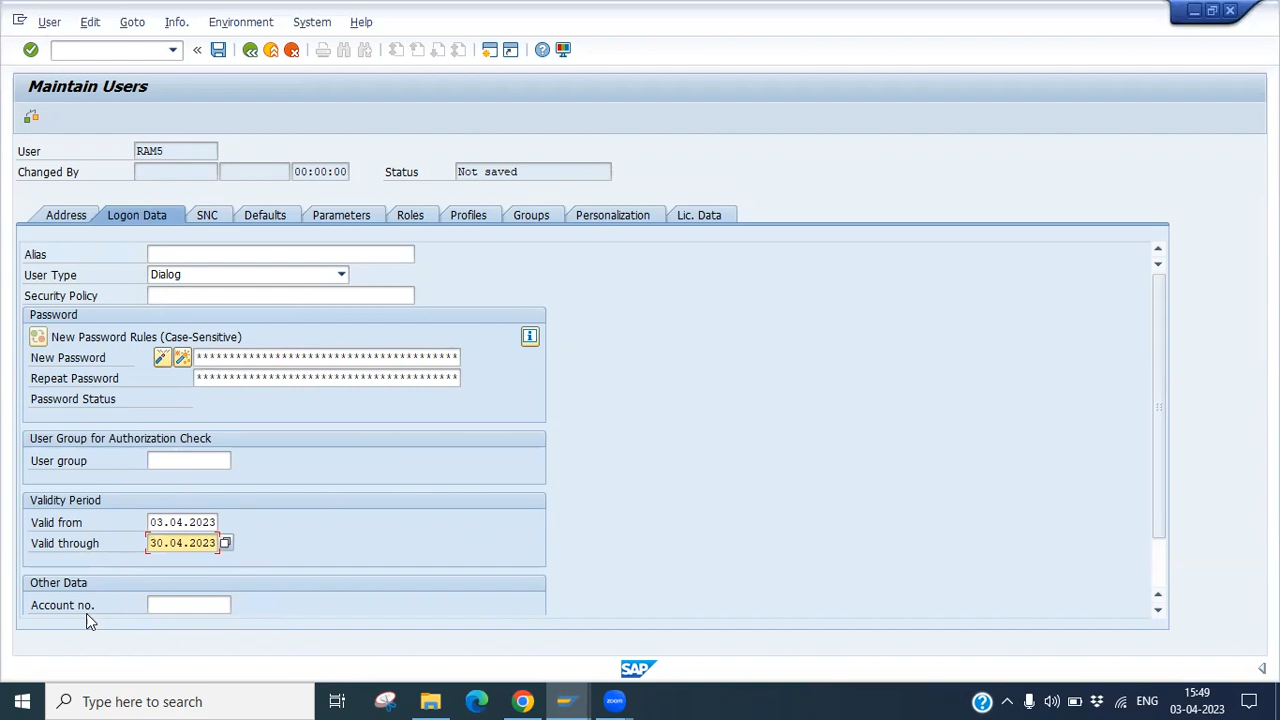 User Edit Goto Info. Environment System Help
Maintain Users
User RAM5
Changed By 00:00:00 Status Not saved
Address Logon Data SNC Defaults Parameters Roles Profiles Groups Personalization Lic. Data
Alias
User Type Dialog
Security Policy
Password
New Password Rules (Case-Sensitive)
New Password ****************************************
Repeat Password ****************************************
Password Status
User Group for Authorization Check
User group
Validity Period
Valid from 03.04.2023
Valid through 30.04.2023
Other Data
Account no.
SAP
Type here to search
zoom
ENG
15:49
03-04-2023